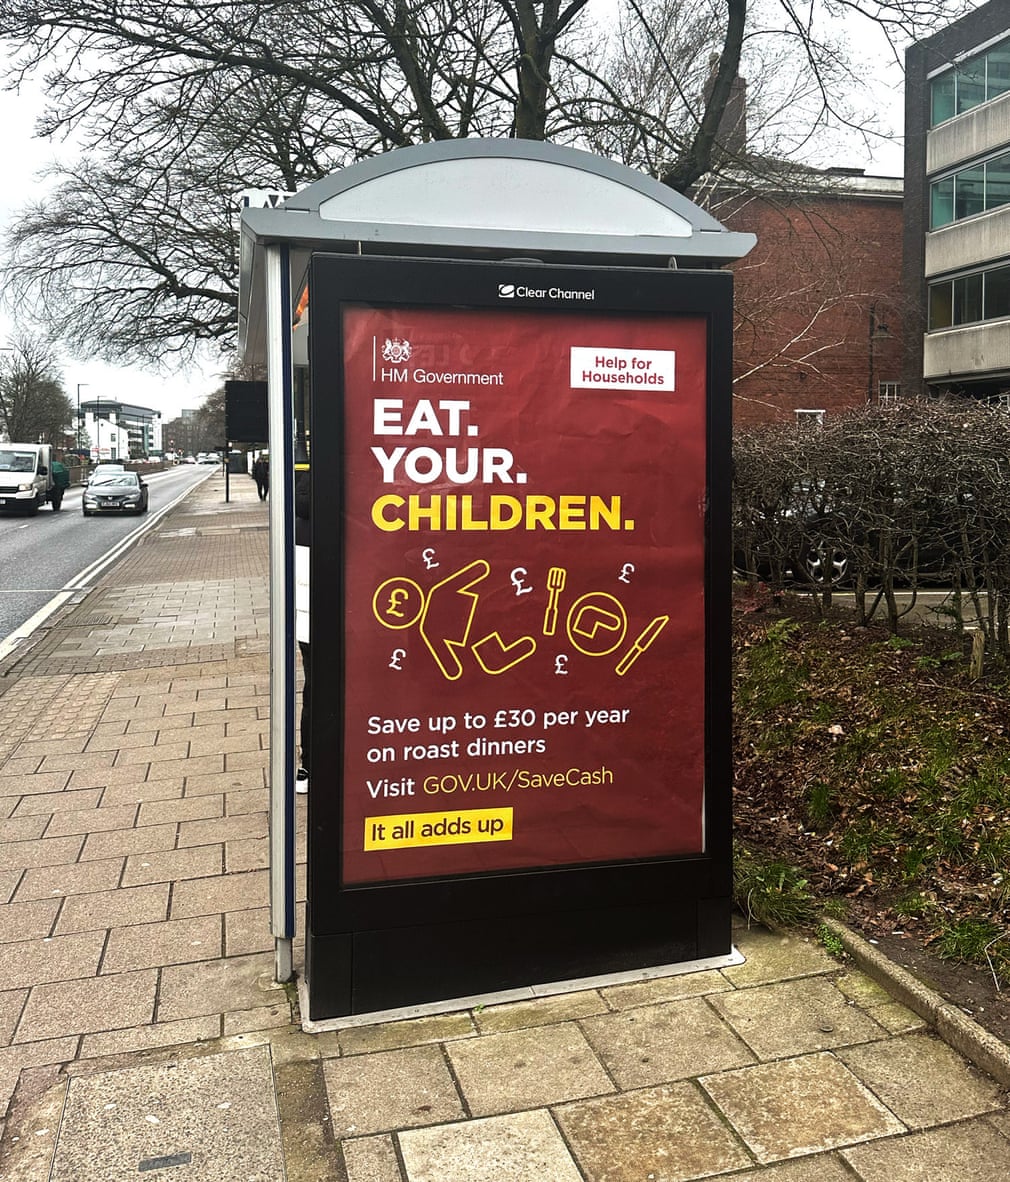 Clear Channel
HM Government
Help for
Households
EAT.
YOUR.
CHILDREN.
£
£
£
£
£
£
Save up to £30 per year
on roast dinners
Visit GOV.UK/SaveCash
It all adds up